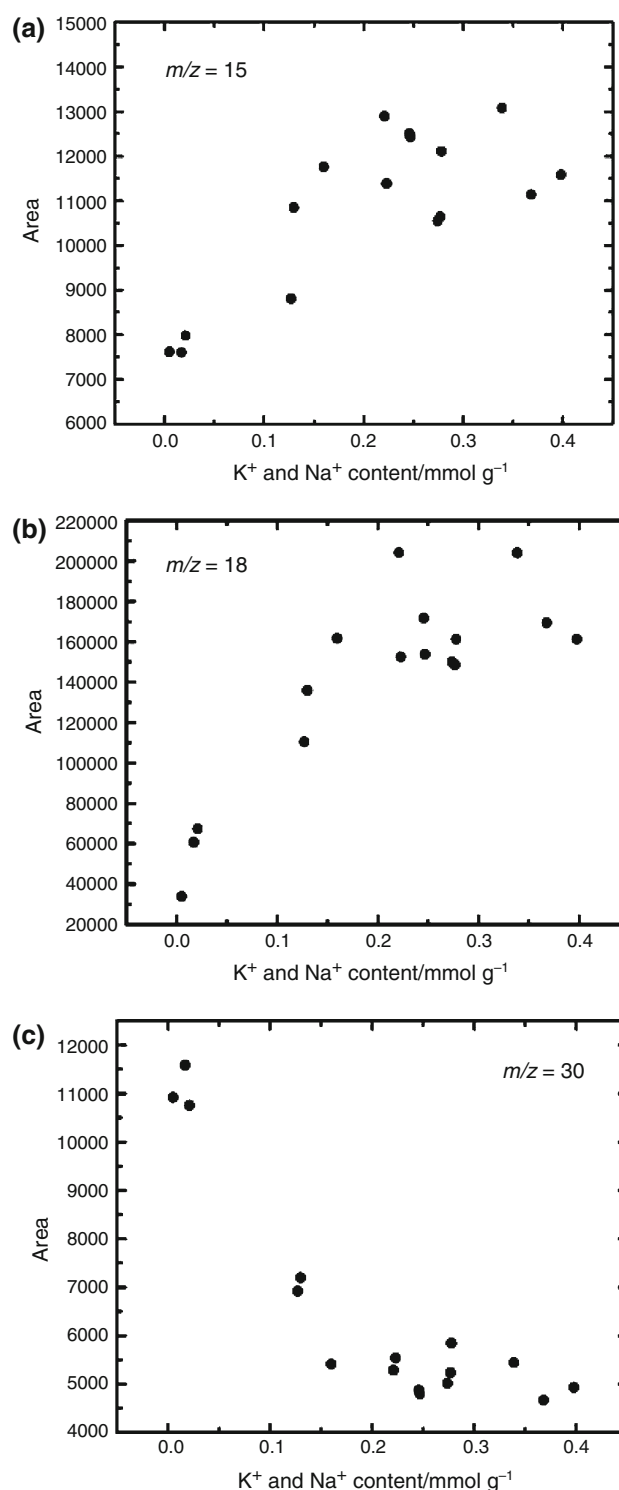 (a)
15000
14000
13000
12000
11000
10000
9000
8000
7000
6000
Area
m/z = 15
0.0 0.1 0.2 0.3 0.4
K⁺ and Na⁺ content/mmol g⁻¹
(b)
220000
200000
180000
160000
140000
120000
100000
80000
60000
40000
20000
Area
m/z = 18
0.0 0.1 0.2 0.3 0.4
K⁺ and Na⁺ content/mmol g⁻¹
(c)
12000
11000
10000
9000
8000
7000
6000
5000
4000
Area
m/z = 30
0.0 0.1 0.2 0.3 0.4
K⁺ and Na⁺ content/mmol g⁻¹